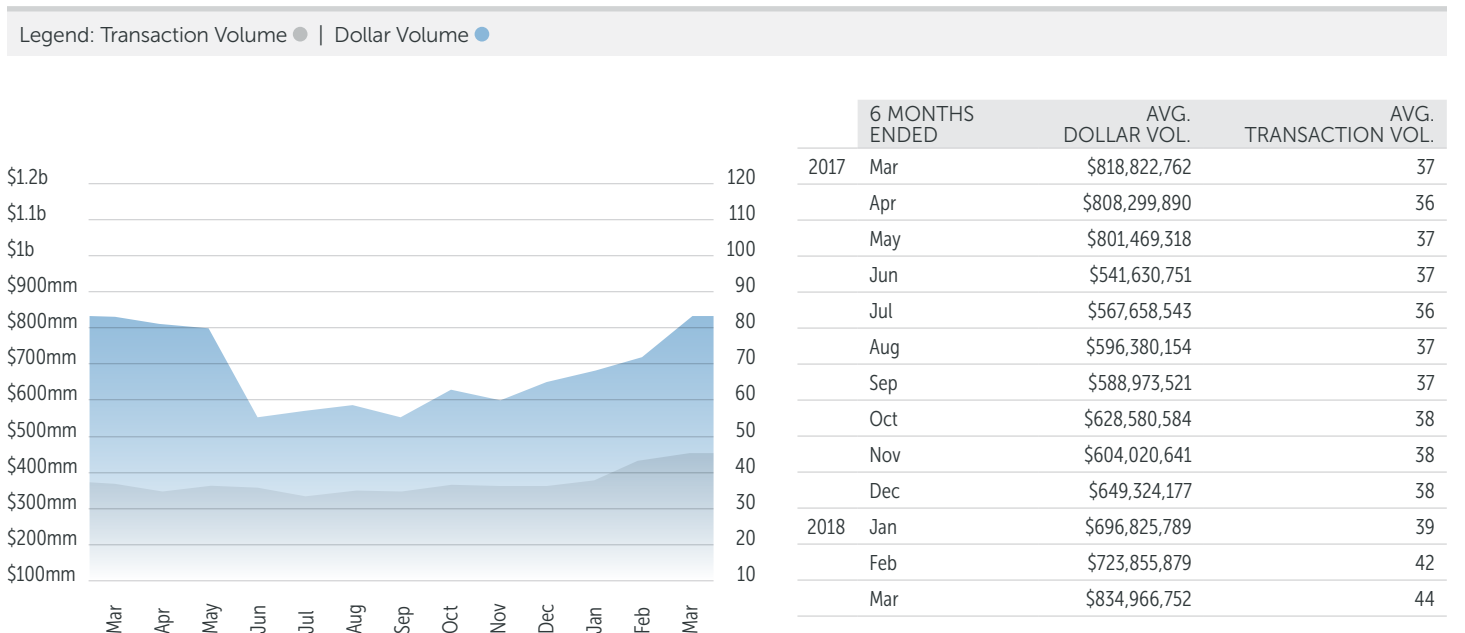 Legend: Transaction Volume | Dollar Volume
$1.2b 120
$1.1b 110
$1b 100
$900mm 90
$800mm 80
$700mm 70
$600mm 60
$500mm 50
$400mm 40
$300mm 30
$200mm 20
$100mm 10
Mar Apr May Jun Jul Aug Sep Oct Nov Dec Jan Feb Mar
6 MONTHS AVG. AVG.
ENDED DOLLAR VOL. TRANSACTION VOL.
2017 Mar $818,822,762 37
Apr $808,299,890 36
May $801,469,318 37
Jun $541,630,751 37
Jul $567,658,543 36
Aug $596,380,154 37
Sep $588,973,521 37
Oct $628,580,584 38
Nov $604,020,641 38
Dec $649,324,177 38
2018 Jan $696,825,789 39
Feb $723,855,879 42
Mar $834,966,752 44